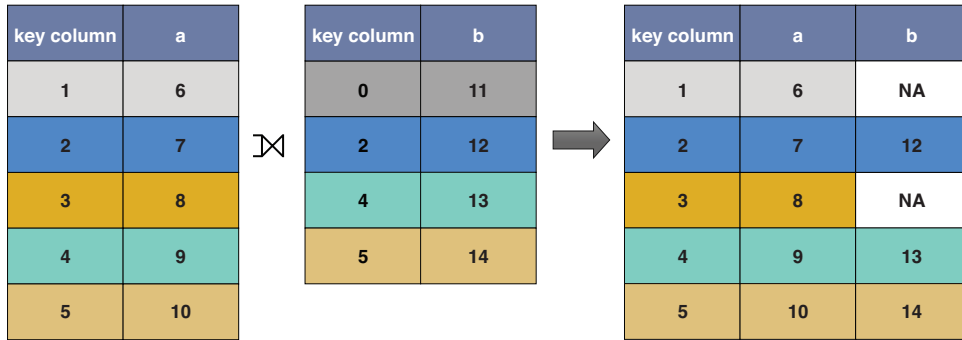 key column a
1 6
2 7
3 8
4 9
5 10
key column b
0 11
2 12
4 13
5 14
key column a b
1 6 NA
2 7 12
3 8 NA
4 9 13
5 10 14